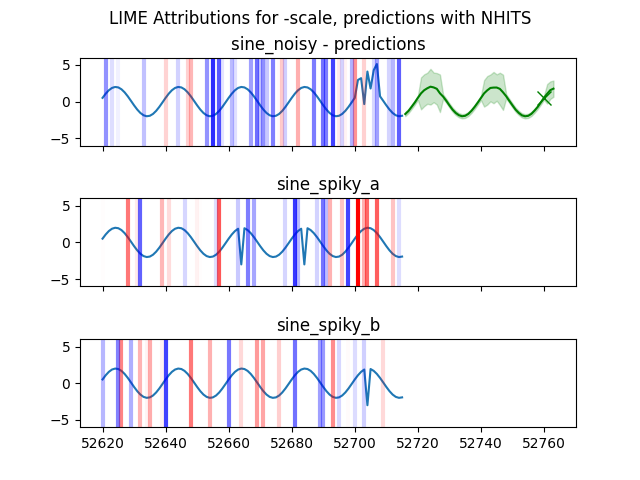 LIME Attributions for -scale, predictions with NHITS
sine_noisy - predictions
5
0
−5
sine_spiky_a
5
0
−5
sine_spiky_b
5
0
−5
52620 52640 52660 52680 52700 52720 52740 52760